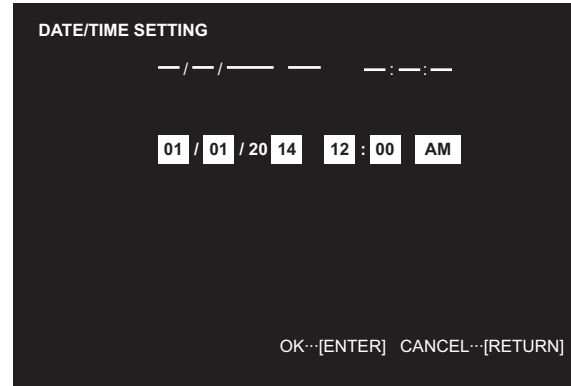 DATE/TIME SETTING
—/—/—— —— —:—:—
01 / 01 / 20 14 12 : 00 AM
OK···[ENTER] CANCEL···[RETURN]